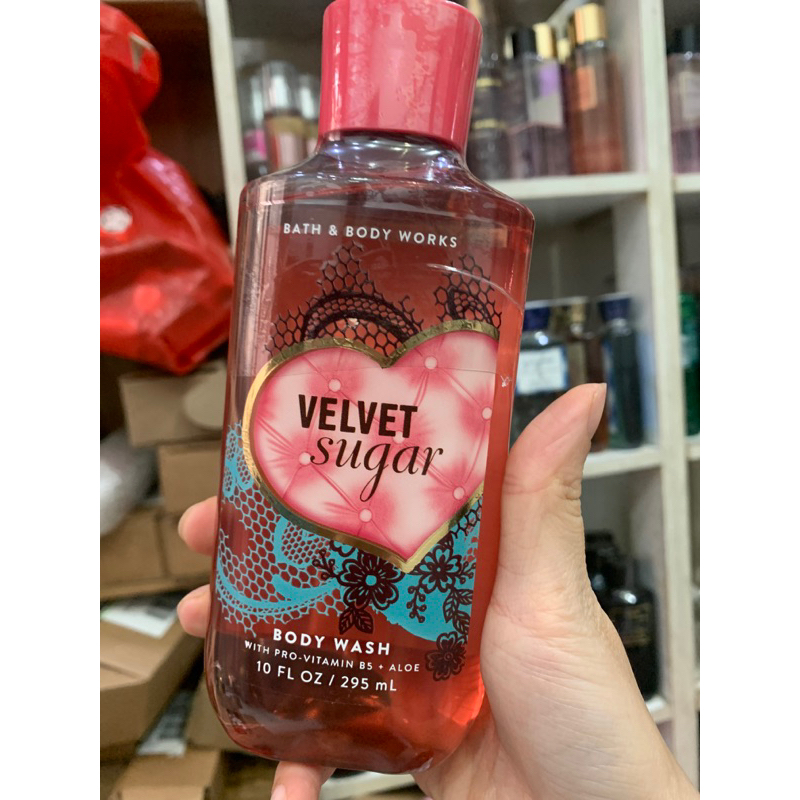 BATH & BODY WORKS
VELVET
sugar
BODY WASH
WITH PRO-VITAMIN B5 + ALOE
10 FL OZ / 295 mL